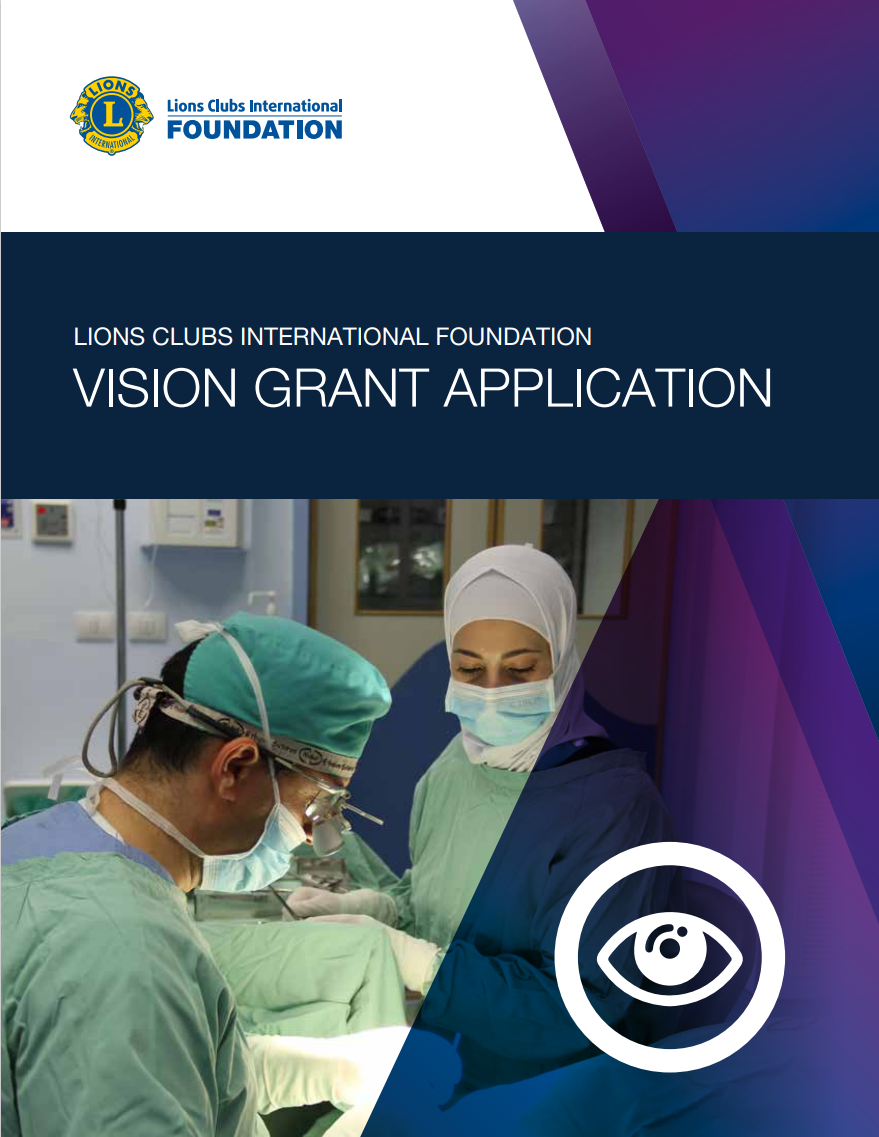 LIONS
L
INTERNATIONAL
Lions Clubs International
FOUNDATION
LIONS CLUBS INTERNATIONAL FOUNDATION
VISION GRANT APPLICATION